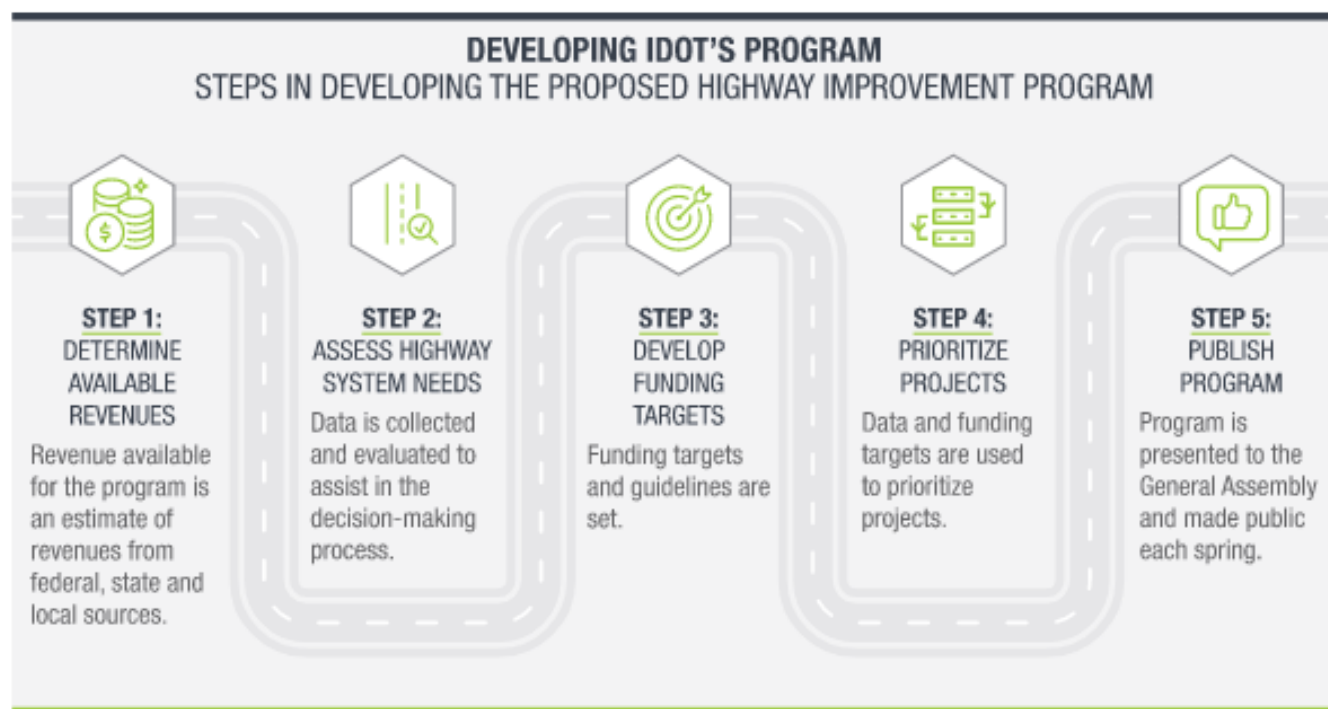 DEVELOPING IDOT'S PROGRAM
STEPS IN DEVELOPING THE PROPOSED HIGHWAY IMPROVEMENT PROGRAM
$
STEP 1:
DETERMINE
AVAILABLE
REVENUES
Revenue available
for the program is
an estimate of
revenues from
federal, state and
local sources.
STEP 2:
ASSESS HIGHWAY
SYSTEM NEEDS
Data is collected
and evaluated to
assist in the
decision-making
process.
STEP 3:
DEVELOP
FUNDING
TARGETS
Funding targets
and guidelines are
set.
STEP 4:
PRIORITIZE
PROJECTS
Data and funding
targets are used
to prioritize
projects.
STEP 5:
PUBLISH
PROGRAM
Program is
presented to the
General Assembly
and made public
each spring.